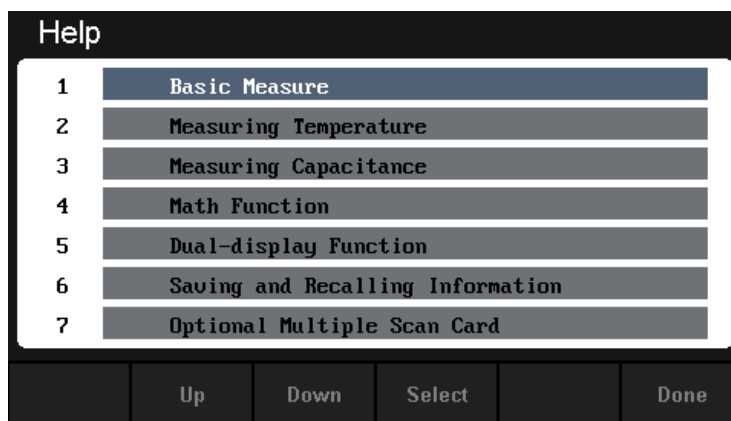 Help
1 Basic Measure
2 Measuring Temperature
3 Measuring Capacitance
4 Math Function
5 Dual-display Function
6 Saving and Recalling Information
7 Optional Multiple Scan Card
Up Down Select Done